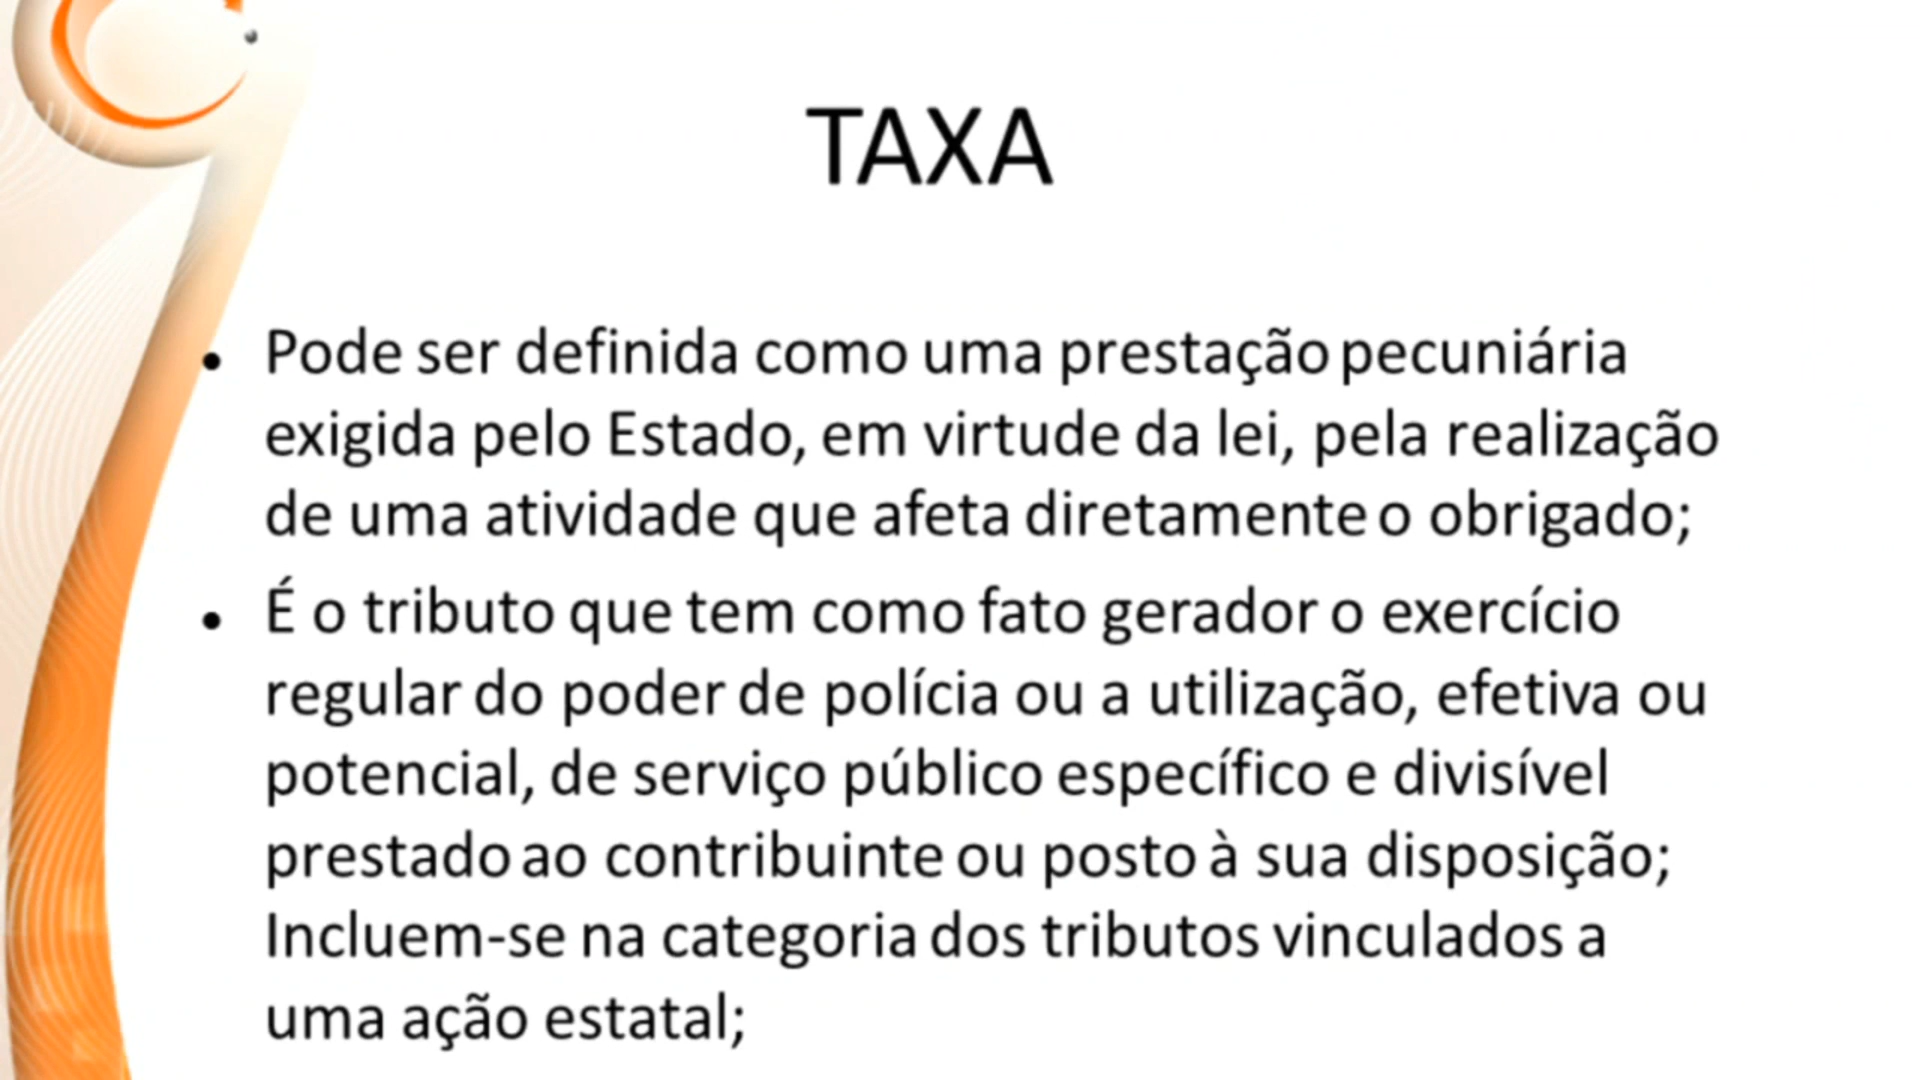 TAXA
• Pode ser definida como uma prestação pecuniária
exigida pelo Estado, em virtude da lei, pela realização
de uma atividade que afeta diretamente o obrigado;
• É o tributo que tem como fato gerador o exercício
regular do poder de polícia ou a utilização, efetiva ou
potencial, de serviço público específico e divisível
prestado ao contribuinte ou posto à sua disposição;
Incluem-se na categoria dos tributos vinculados a
uma ação estatal;